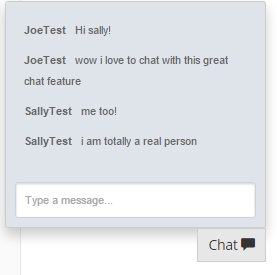 JoeTest Hi sally!
JoeTest wow i love to chat with this great
chat feature
SallyTest me too!
SallyTest i am totally a real person
Type a message...
Chat